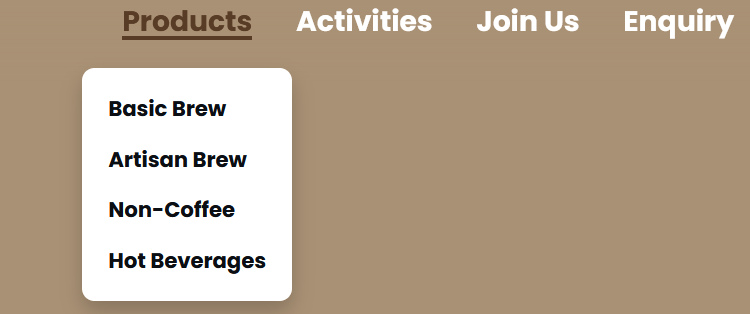 Products Activities Join Us Enquiry
Basic Brew
Artisan Brew
Non-Coffee
Hot Beverages